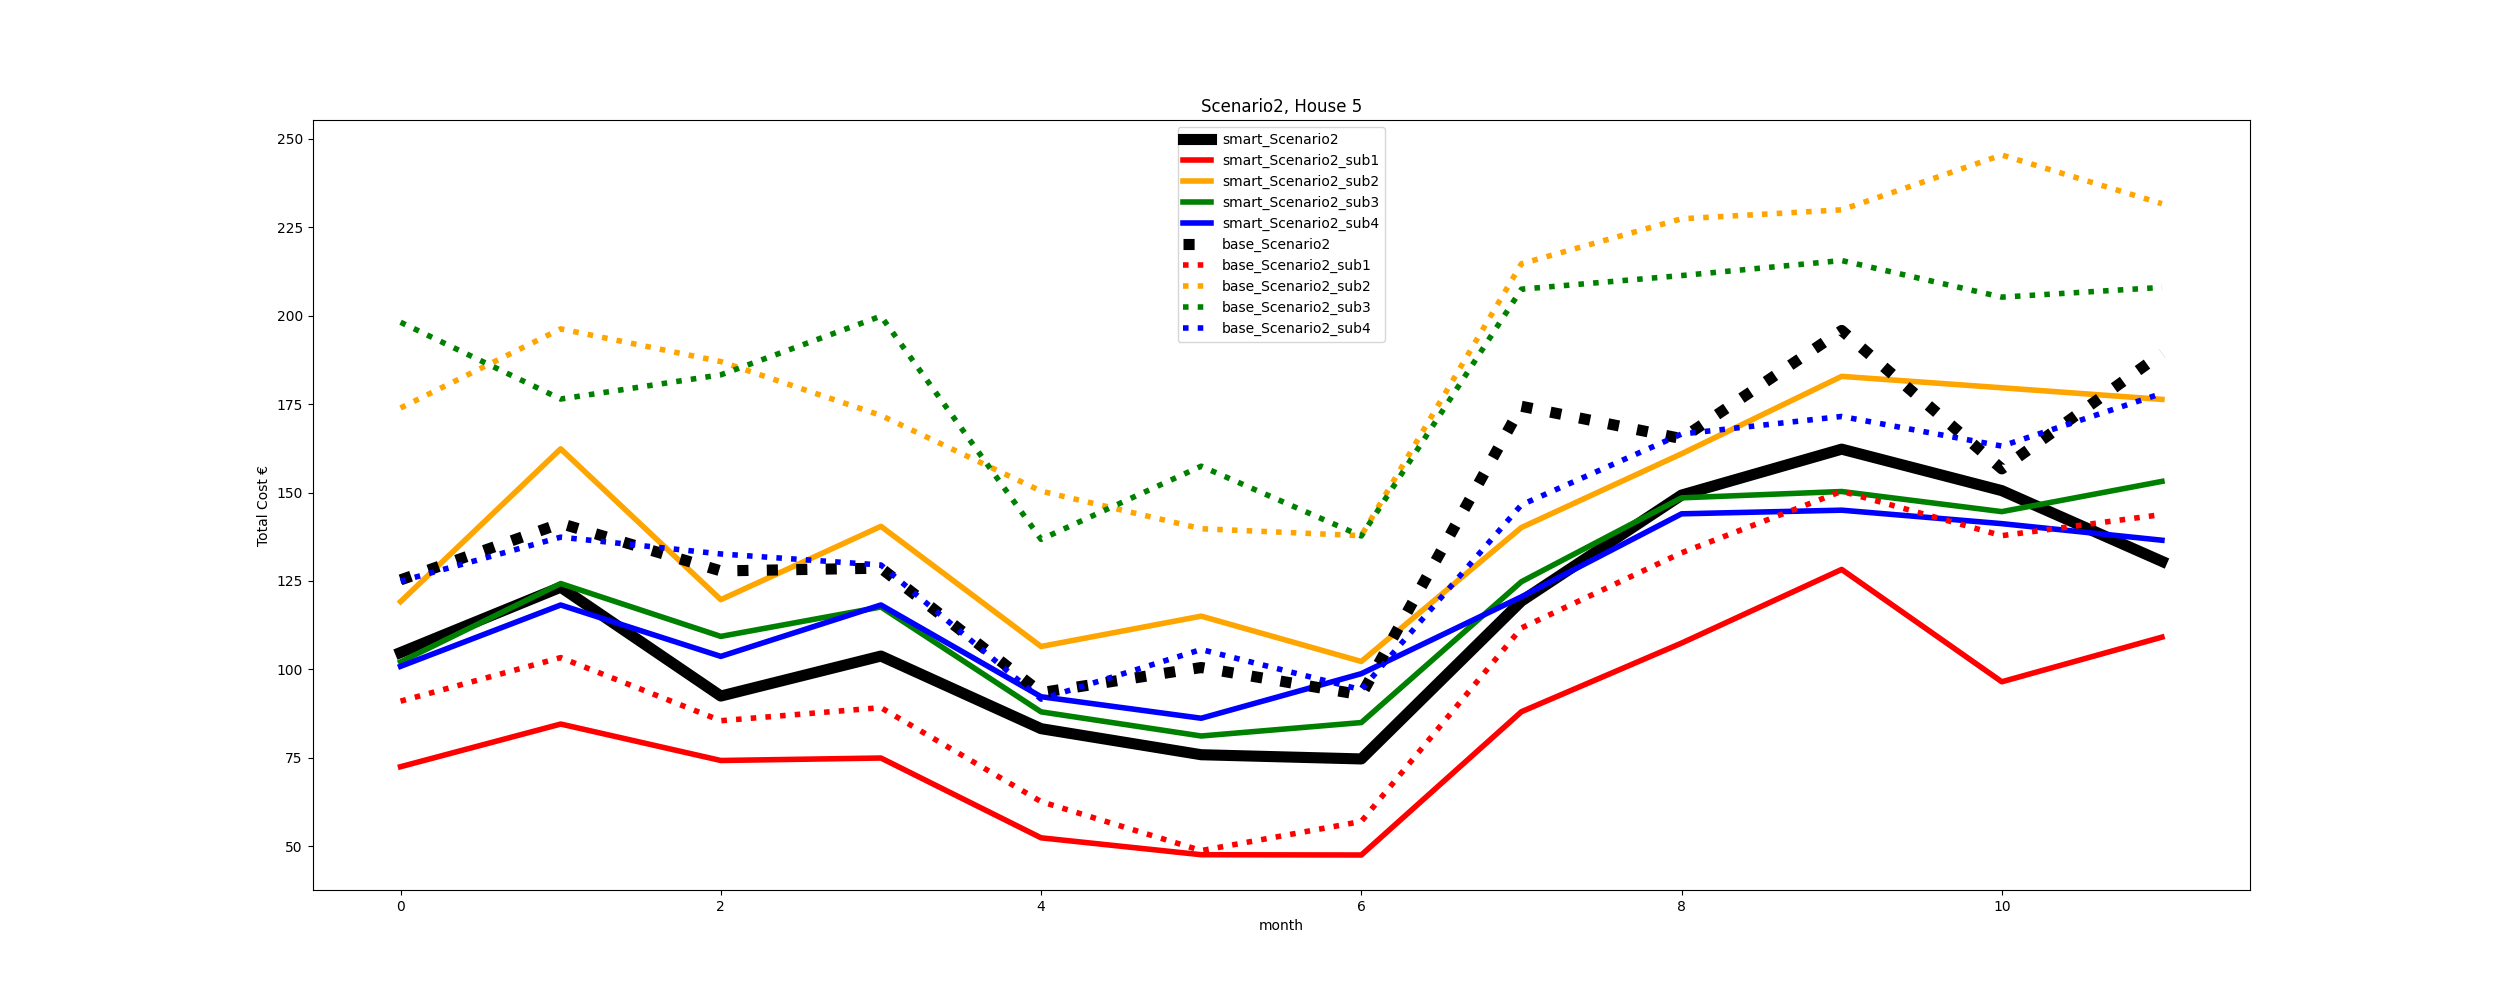 Scenario2, House 5
smart_Scenario2
smart_Scenario2_sub1
smart_Scenario2_sub2
smart_Scenario2_sub3
smart_Scenario2_sub4
base_Scenario2
base_Scenario2_sub1
base_Scenario2_sub2
base_Scenario2_sub3
base_Scenario2_sub4
Total Cost €
250
225
200
175
150
125
100
75
50
0 2 4 6 8 10
month